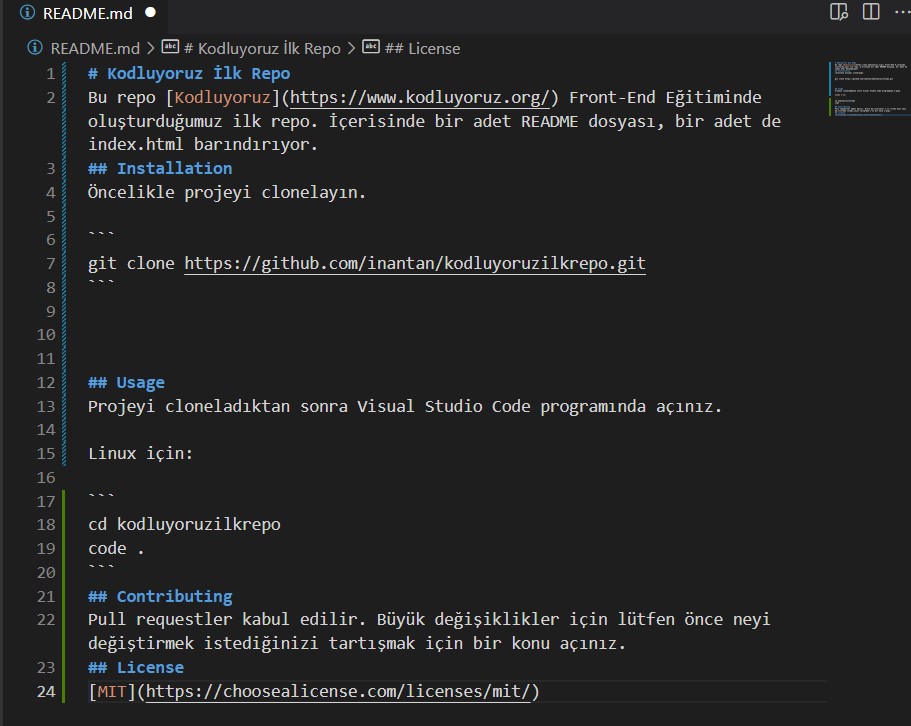 README.md
README.md > # Kodluyoruz İlk Repo > ## License
1 # Kodluyoruz İlk Repo
2 Bu repo [Kodluyoruz](https://www.kodluyoruz.org/) Front-End Eğitiminde
oluşturduğumuz ilk repo. İçerisinde bir adet README dosyası, bir adet de
index.html barındırıyor.
3 ## Installation
4 Öncelikle projeyi clonelayın.
5
6 ```
7 git clone https://github.com/inantan/kodluyoruzilkrepo.git
8 ```
9
10
11
12 ## Usage
13 Projeyi cloneladıktan sonra Visual Studio Code programında açınız.
14
15 Linux için:
16
17 ```
18 cd kodluyoruzilkrepo
19 code .
20 ```
21 ## Contributing
22 Pull requestler kabul edilir. Büyük değişiklikler için lütfen önce neyi
değiştirmek istediğinizi tartışmak için bir konu açınız.
23 ## License
24 [MIT](https://choosealicense.com/licenses/mit/)